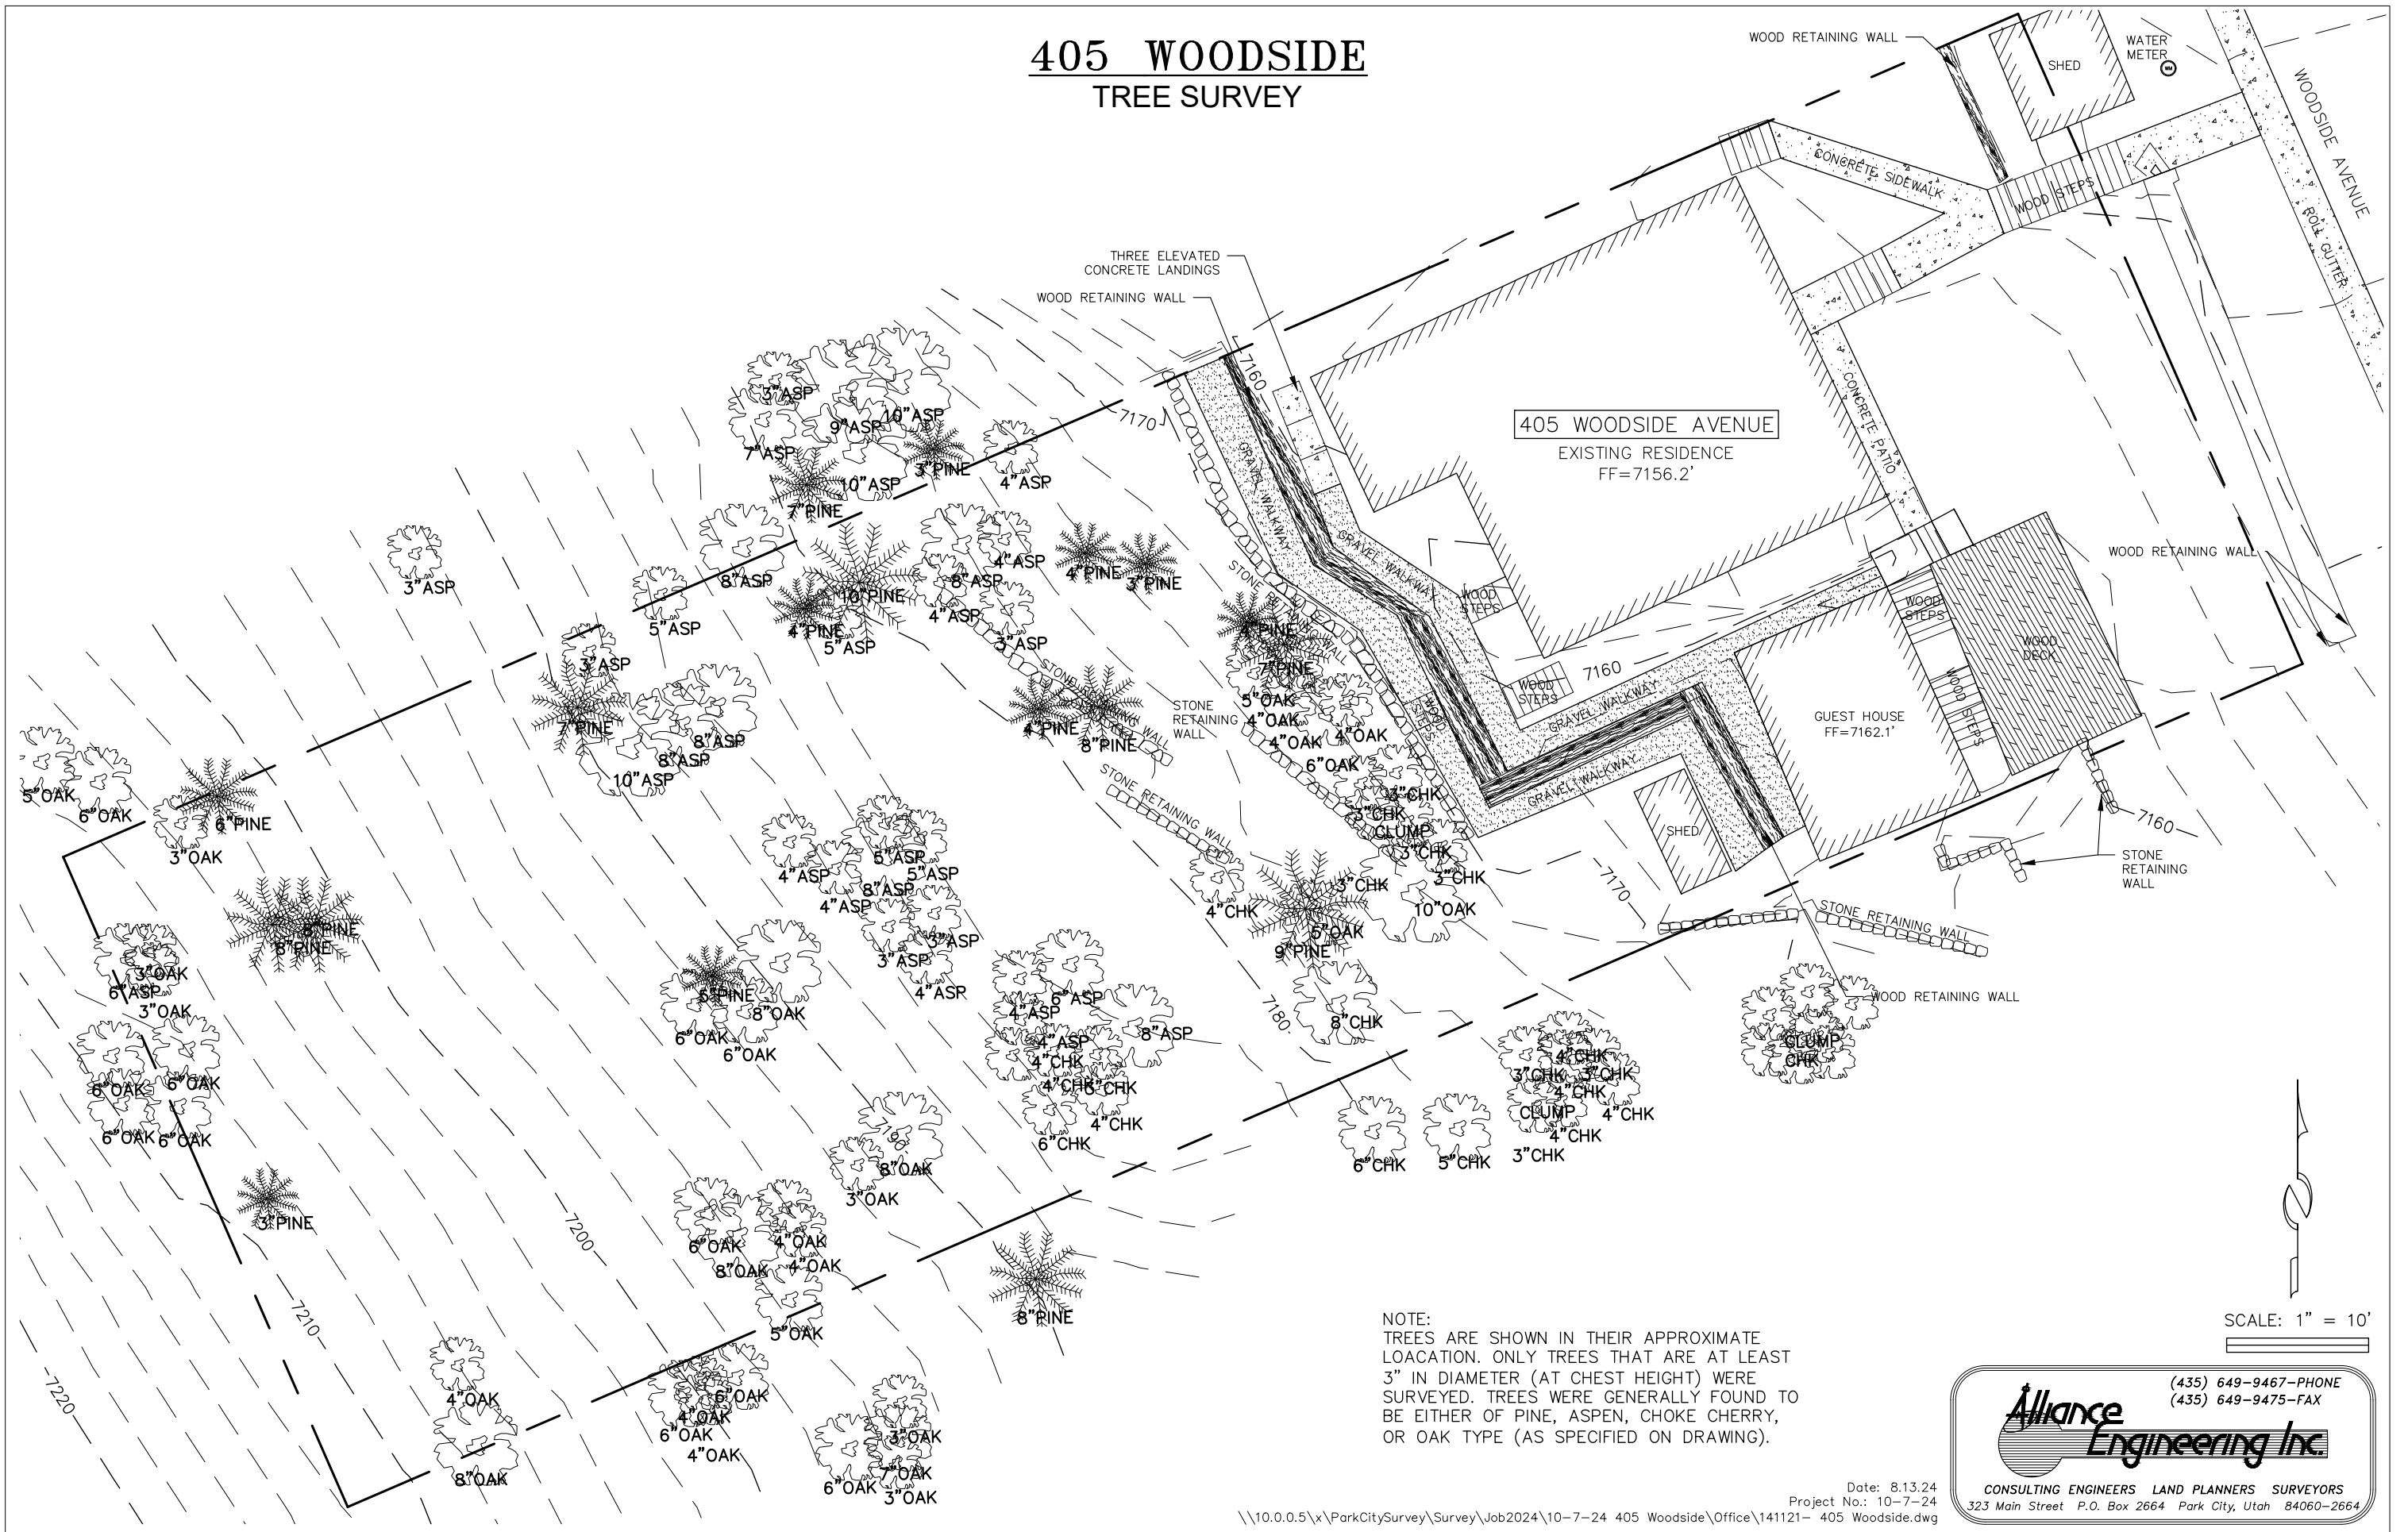 405 WOODSIDE
TREE SURVEY
WOOD RETAINING WALL
SHED
WATER
METER
WM
WOODSIDE AVENUE
ROLL GUTTER
CONCRETE SIDEWALK
WOOD STEPS
THREE ELEVATED
CONCRETE LANDINGS
WOOD RETAINING WALL
7160
7170
GRAVEL WALKWAY
405 WOODSIDE AVENUE
EXISTING RESIDENCE
FF=7156.2'
CONCRETE PATIO
3"ASP
10"ASP
9"ASP
7"ASP
3"PINE
4"ASP
10"ASP
7"PINE
3"ASP
8"ASP
4"ASP
8"ASP
4"PINE
3"PINE
10"PINE
4"ASP
5"ASP
4"PINE
5"ASP
3"ASP
STONE RETAINING WALL
GRAVEL WALKWAY
WOOD
STEPS
WOOD RETAINING WALL
WOOD
STEPS
WOOD
DECK
4"PINE
7"PINE
3"ASP
7"PINE
8"ASP
8"ASP
10"ASP
STONE RETAINING WALL
4"PINE
8"PINE
STONE
RETAINING
WALL
5"OAK
4"OAK
4"OAK
4"OAK
6"OAK
WOOD
STEPS
WOOD
STEPS
7160
GRAVEL WALKWAY
GRAVEL WALKWAY
WOOD STEPS
GUEST HOUSE
FF=7162.1'
SHED
7160
STONE
RETAINING
WALL
5"OAK
6"OAK
6"PINE
3"OAK
STONE RETAINING WALL
3"CHK
3"CHK
CLUMP
3"CHK
3"CHK
3"CHK
10"OAK
4"CHK
5"OAK
9"PINE
7170
STONE RETAINING WALL
4"ASP
5"ASP
5"ASP
8"ASP
4"ASP
3"ASP
3"ASP
4"ASP
8"PINE
8"PINE
3"OAK
6"ASP
3"OAK
5"PINE
8"OAK
6"OAK
6"OAK
6"ASP
4"ASP
8"ASP
4"ASP
4"CHK
4"CHK
5"CHK
4"CHK
6"CHK
7180
8"CHK
WOOD RETAINING WALL
CLUMP
CHK
4"CHK
3"CHK
3"CHK
4"CHK
CLUMP
4"CHK
4"CHK
3"CHK
6"CHK
5"CHK
6"OAK
6"OAK
6"OAK
6"OAK
7190
8"OAK
3"OAK
3"PINE
7200
6"OAK
4"OAK
4"OAK
8"OAK
5"OAK
8"PINE
7210
7220
4"OAK
8"OAK
6"OAK
4"OAK
6"OAK
4"OAK
3"OAK
7"OAK
6"OAK
3"OAK
NOTE:
TREES ARE SHOWN IN THEIR APPROXIMATE
LOACATION. ONLY TREES THAT ARE AT LEAST
3" IN DIAMETER (AT CHEST HEIGHT) WERE
SURVEYED. TREES WERE GENERALLY FOUND TO
BE EITHER OF PINE, ASPEN, CHOKE CHERRY,
OR OAK TYPE (AS SPECIFIED ON DRAWING).
SCALE: 1" = 10'
(435) 649-9467-PHONE
(435) 649-9475-FAX
Alliance
Engineering Inc.
CONSULTING ENGINEERS LAND PLANNERS SURVEYORS
323 Main Street P.O. Box 2664 Park City, Utah 84060-2664
Date: 8.13.24
Project No.: 10-7-24
\\10.0.0.5\x\ParkCitySurvey\Survey\Job2024\10-7-24 405 Woodside\Office\141121- 405 Woodside.dwg